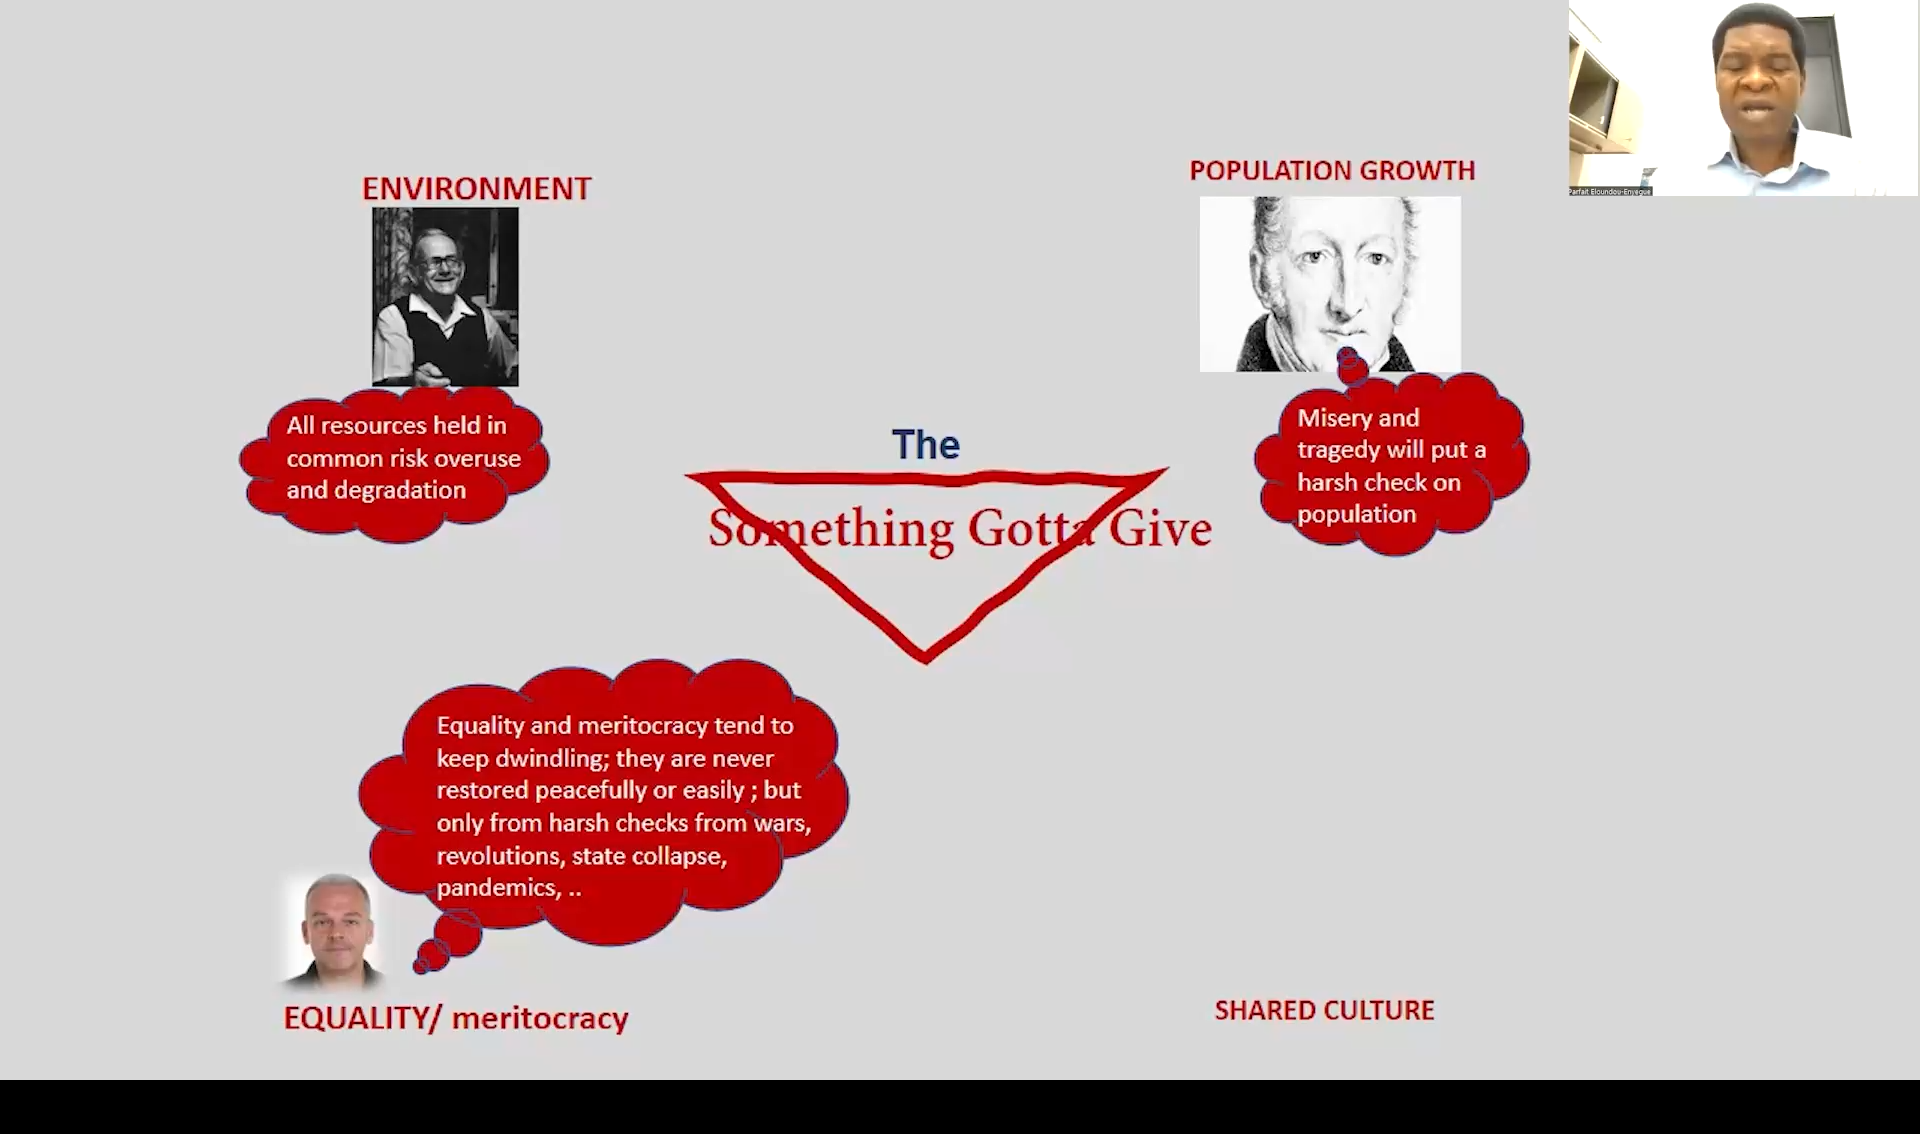 ENVIRONMENT
POPULATION GROWTH
Parfait Eloundou-Enyegue
All resources held in
common risk overuse
and degradation
Misery and
tragedy will put a
harsh check on
population
The
Something Gotta Give
Equality and meritocracy tend to
keep dwindling; they are never
restored peacefully or easily ; but
only from harsh checks from wars,
revolutions, state collapse,
pandemics, ..
EQUALITY/ meritocracy
SHARED CULTURE